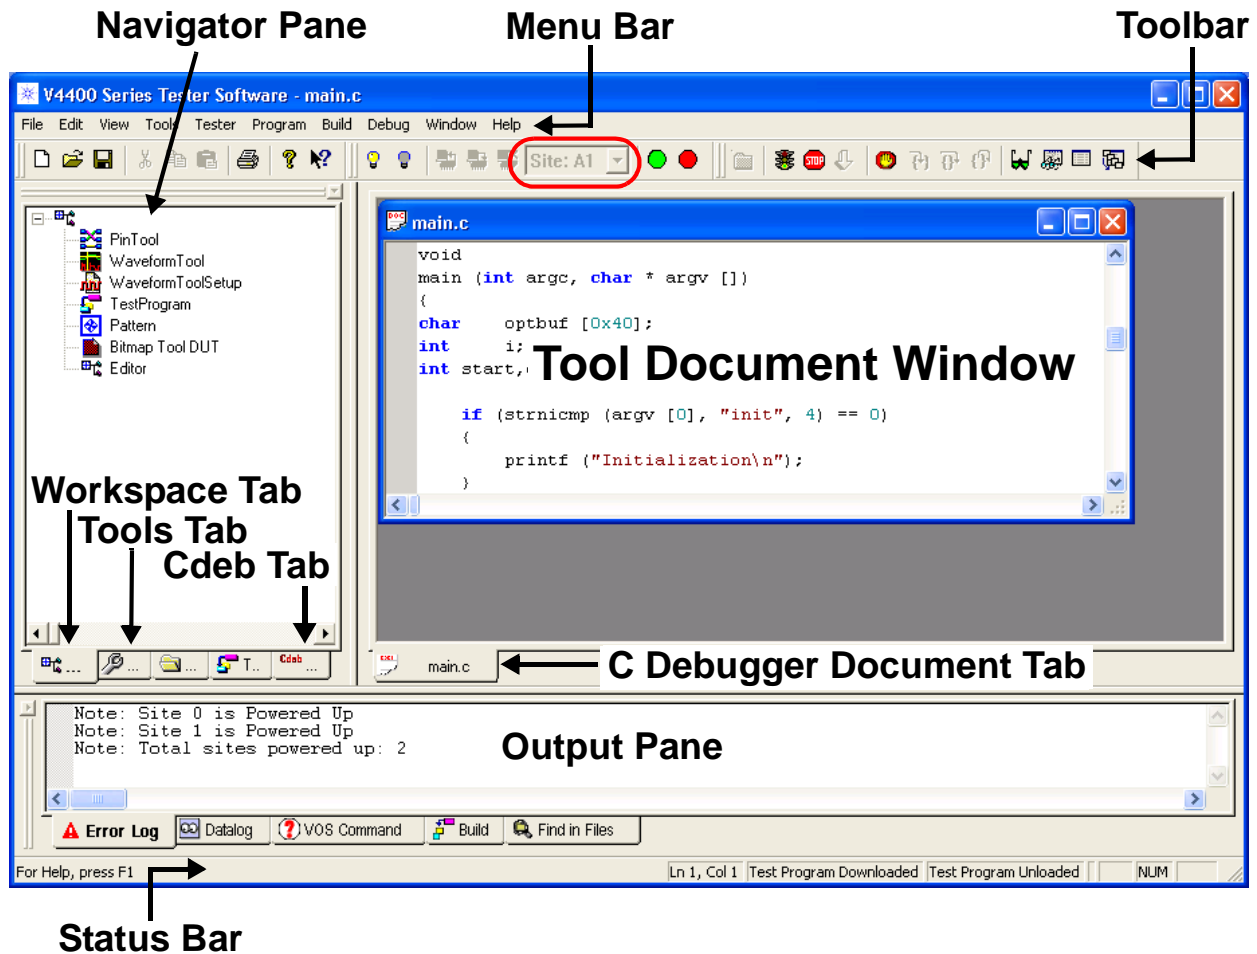 Navigator Pane
Menu Bar
Toolbar
V4400 Series Tester Software - main.c
File Edit View Tools Tester Program Build Debug Window Help
STOP
Site: A1
PinTool
WaveformTool
WaveformToolSetup
TestProgram
Pattern
Bitmap Tool DUT
Editor
DOC
main.c
void
main (int argc, char * argv [])
{
char optbuf [0x40];
int i;
int start,
Tool Document Window
if (strnicmp (argv [0], "init", 4) == 0)
{
printf ("Initialization\n");
}
Workspace Tab
Tools Tab
Cdeb Tab
...
...
...
T..
Cdeb ...
main.c
C Debugger Document Tab
Note: Site 0 is Powered Up
Note: Site 1 is Powered Up
Note: Total sites powered up: 2
Output Pane
Error Log
Datalog
VOS Command
Build
Find in Files
For Help, press F1
Ln 1, Col 1 Test Program Downloaded Test Program Unloaded NUM
Status Bar